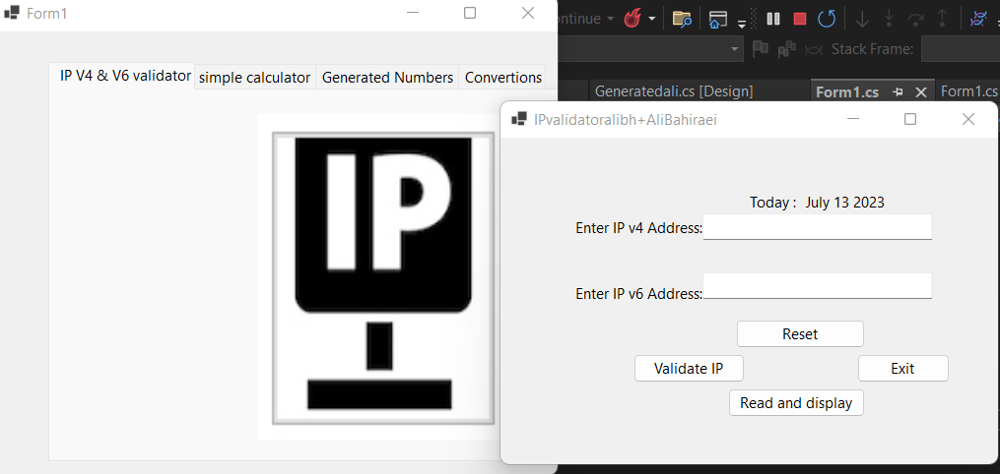 Form1
IP V4 & V6 validator
simple calculator
Generated Numbers
Convertions
IP
ontinue
Stack Frame:
Generatedali.cs [Design]
Form1.cs
Form1.cs
IPvalidatoralibh+AliBahiraei
Today : July 13 2023
Enter IP v4 Address:
Enter IP v6 Address:
Reset
Validate IP
Exit
Read and display